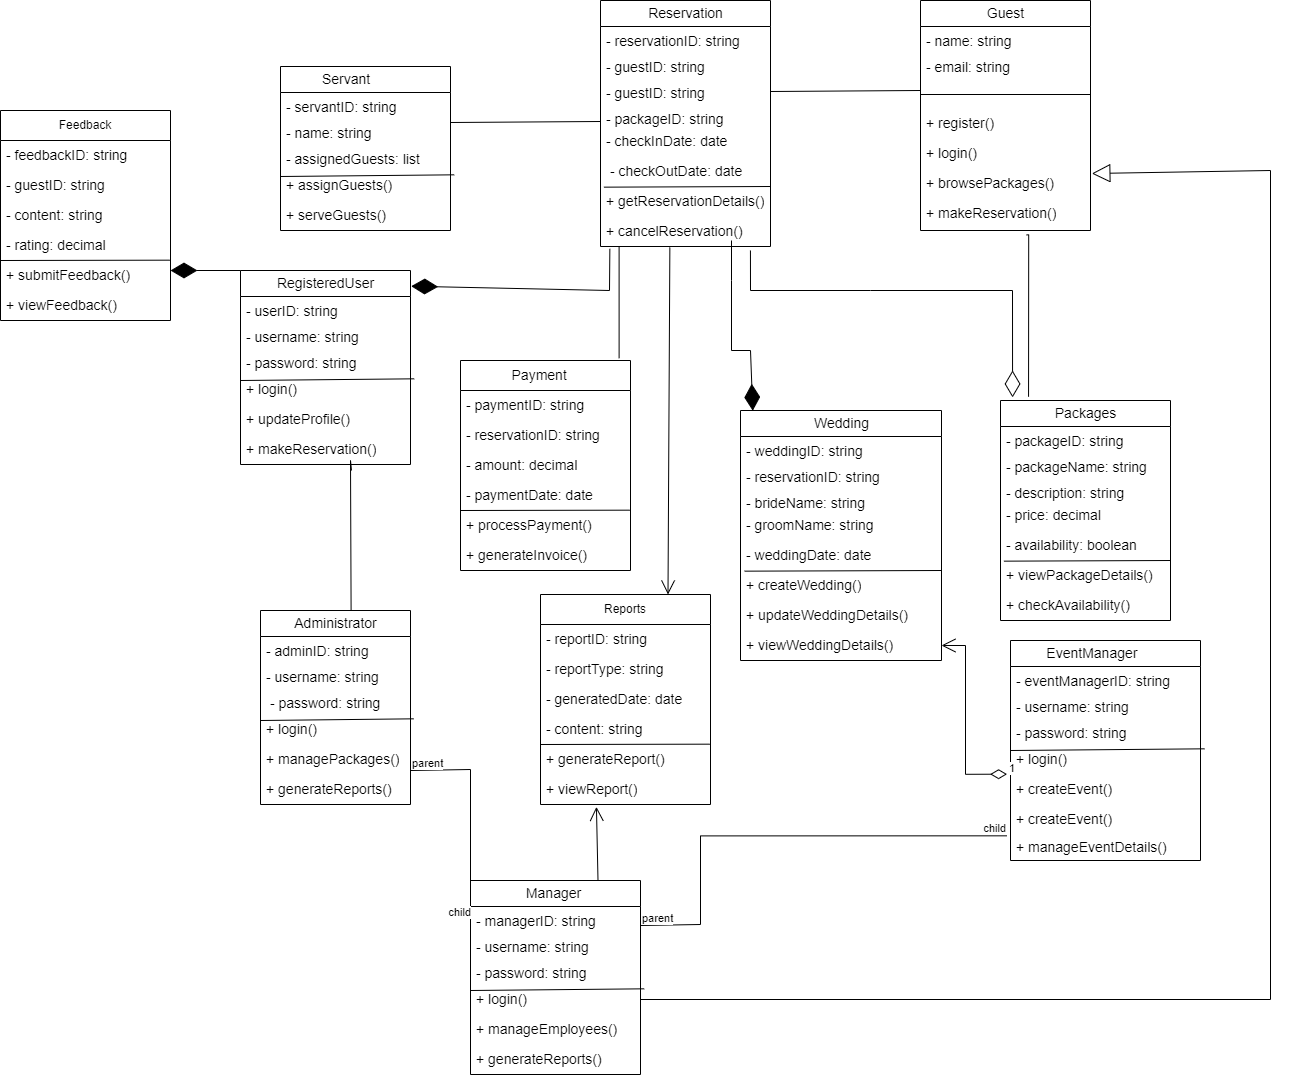 Reservation
- reservationID: string
- guestID: string
- guestID: string
- packageID: string
- checkInDate: date
- checkOutDate: date
+ getReservationDetails()
+ cancelReservation()
Guest
- name: string
- email: string
+ register()
+ login()
+ browsePackages()
+ makeReservation()
Servant
- servantID: string
- name: string
- assignedGuests: list
+ assignGuests()
+ serveGuests()
Feedback
- feedbackID: string
- guestID: string
- content: string
- rating: decimal
+ submitFeedback()
+ viewFeedback()
RegisteredUser
- userID: string
- username: string
- password: string
+ login()
+ updateProfile()
+ makeReservation()
Payment
- paymentID: string
- reservationID: string
- amount: decimal
- paymentDate: date
+ processPayment()
+ generateInvoice()
Wedding
- weddingID: string
- reservationID: string
- brideName: string
- groomName: string
- weddingDate: date
+ createWedding()
+ updateWeddingDetails()
+ viewWeddingDetails()
Packages
- packageID: string
- packageName: string
- description: string
- price: decimal
- availability: boolean
+ viewPackageDetails()
+ checkAvailability()
Administrator
- adminID: string
- username: string
- password: string
+ login()
+ managePackages()
+ generateReports()
parent
Reports
- reportID: string
- reportType: string
- generatedDate: date
- content: string
+ generateReport()
+ viewReport()
EventManager
- eventManagerID: string
- username: string
- password: string
+ login()
1
+ createEvent()
+ createEvent()
+ manageEventDetails()
child
Manager
child
parent
- managerID: string
- username: string
- password: string
+ login()
+ manageEmployees()
+ generateReports()